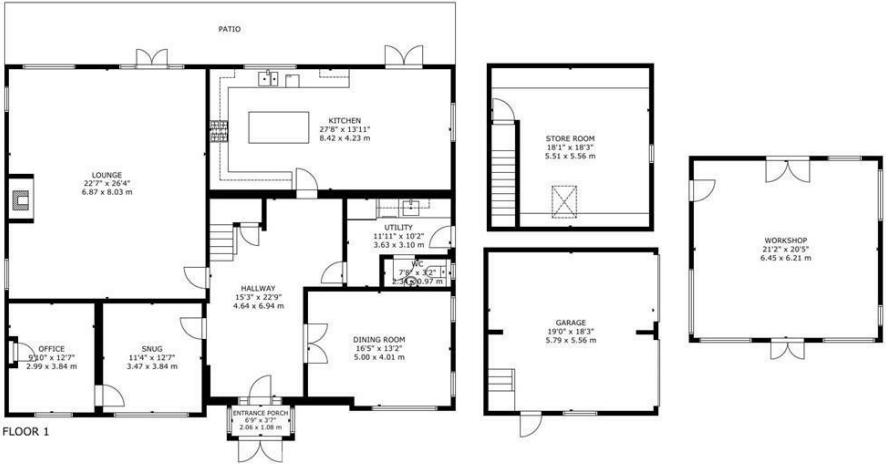 PATIO
KITCHEN
27'8" x 13'11"
8.42 x 4.23 m
LOUNGE
22'7" x 26'4"
6.87 x 8.03 m
STORE ROOM
18'1" x 18'3"
5.51 x 5.56 m
UTILITY
11'11" x 10'2"
3.63 x 3.10 m
WORKSHOP
21'2" x 20'5"
6.45 x 6.21 m
WC
7'8" x 3'2"
2.34 x 0.97 m
HALLWAY
15'3" x 22'9"
4.64 x 6.94 m
GARAGE
19'0" x 18'3"
5.79 x 5.56 m
OFFICE
9'10" x 12'7"
2.99 x 3.84 m
SNUG
11'4" x 12'7"
3.47 x 3.84 m
DINING ROOM
16'5" x 13'2"
5.00 x 4.01 m
ENTRANCE PORCH
6'9" x 3'7"
2.06 x 1.08 m
FLOOR 1